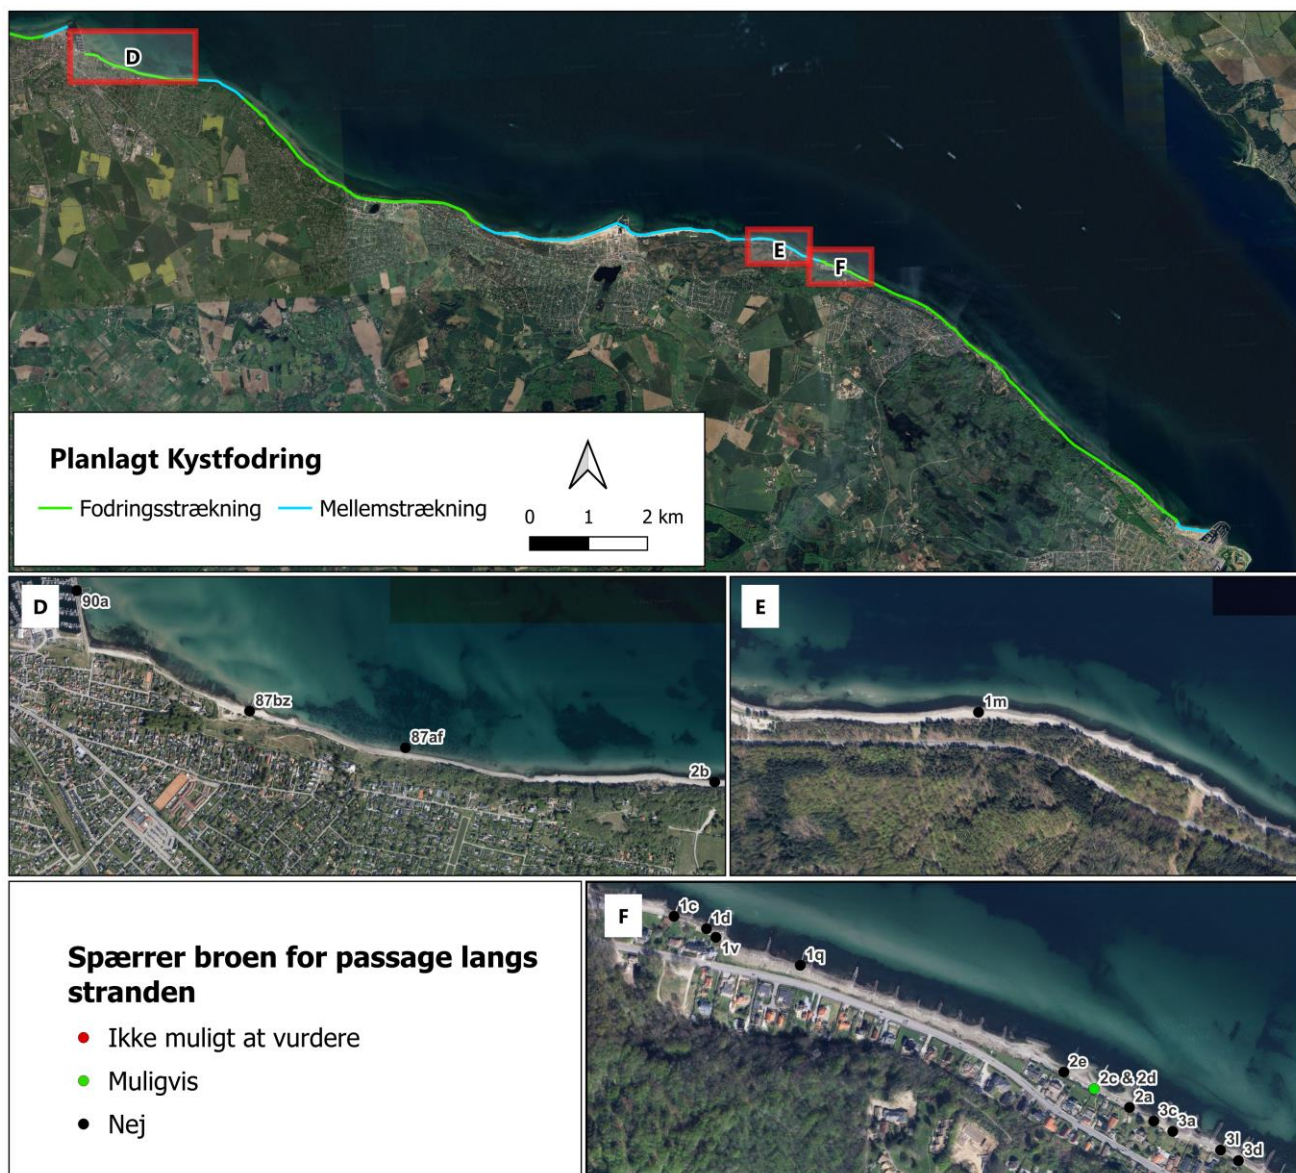 D
E
F
Planlagt Kystfodring
Fodringsstrækning
Mellemstrækning
0 1 2 km
D
90a
87bz
87af
2b
E
1m
Spærrer broen for passage langs
stranden
Ikke muligt at vurdere
Muligvis
Nej
F
1c
1d
1v
1q
2e
2c & 2d
2a
3c
3a
3l
3d